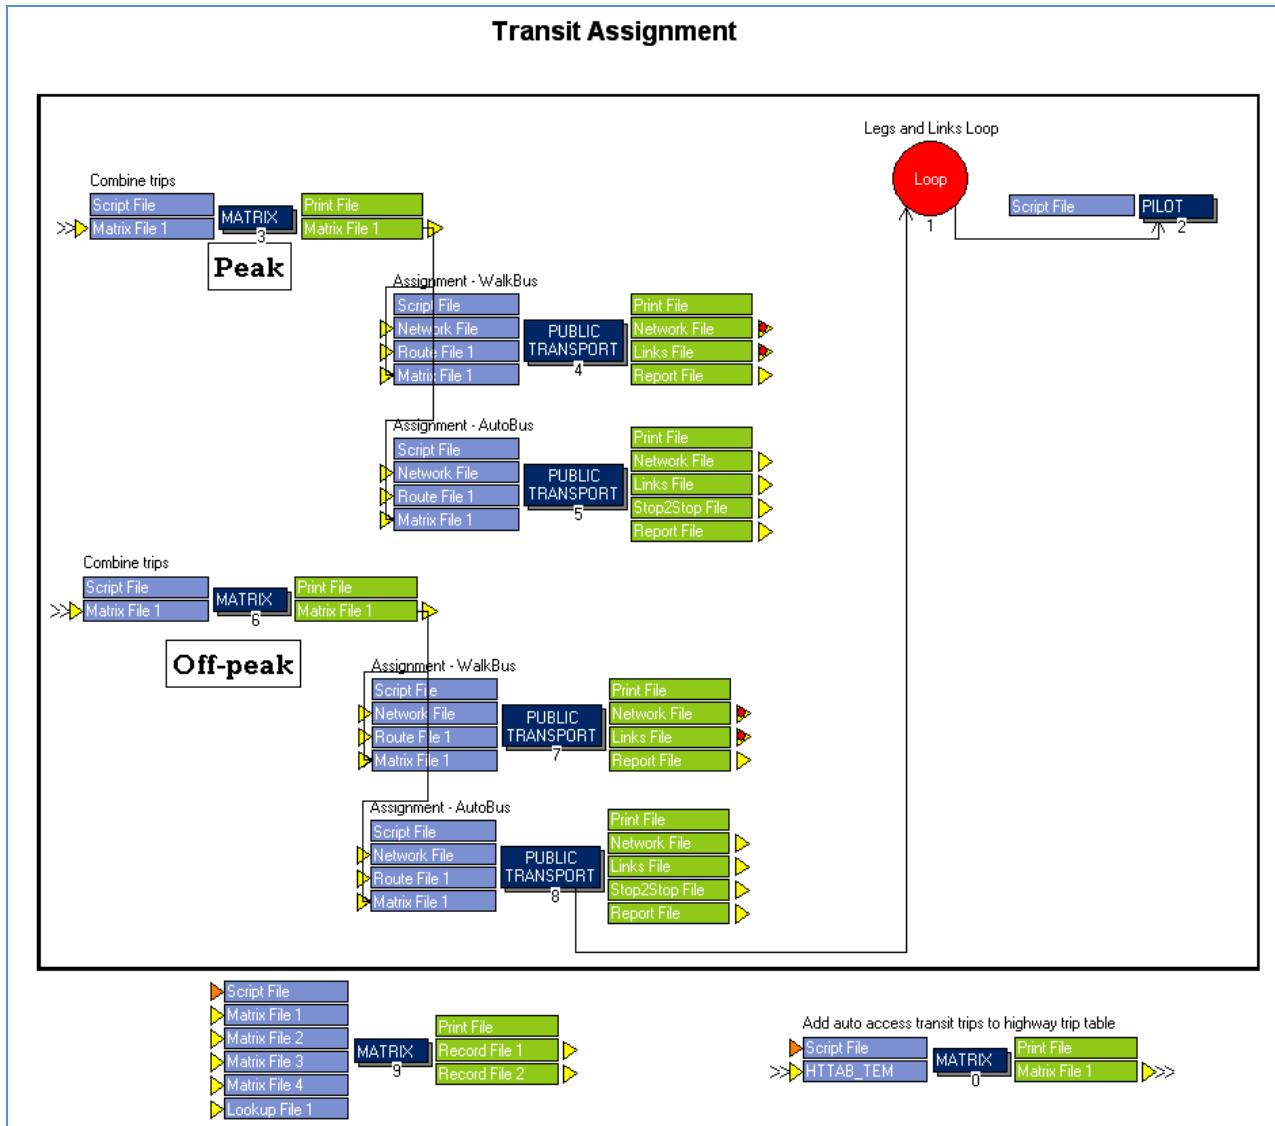 Transit Assignment
Legs and Links Loop
Loop
1
Script File
PILOT
2
Combine trips
Script File
Matrix File 1
MATRIX
3
Print File
Matrix File 1
Peak
Assignment - WalkBus
Script File
Network File
Route File 1
Matrix File 1
PUBLIC
TRANSPORT
4
Print File
Network File
Links File
Report File
Assignment - AutoBus
Script File
Network File
Route File 1
Matrix File 1
PUBLIC
TRANSPORT
5
Print File
Network File
Links File
Stop2Stop File
Report File
Combine trips
Script File
Matrix File 1
MATRIX
6
Print File
Matrix File 1
Off-peak
Assignment - WalkBus
Script File
Network File
Route File 1
Matrix File 1
PUBLIC
TRANSPORT
7
Print File
Network File
Links File
Report File
Assignment - AutoBus
Script File
Network File
Route File 1
Matrix File 1
PUBLIC
TRANSPORT
8
Print File
Network File
Links File
Stop2Stop File
Report File
Script File
Matrix File 1
Matrix File 2
Matrix File 3
Matrix File 4
Lookup File 1
MATRIX
9
Print File
Record File 1
Record File 2
Add auto access transit trips to highway trip table
Script File
HTTAB_TEM
MATRIX
0
Print File
Matrix File 1